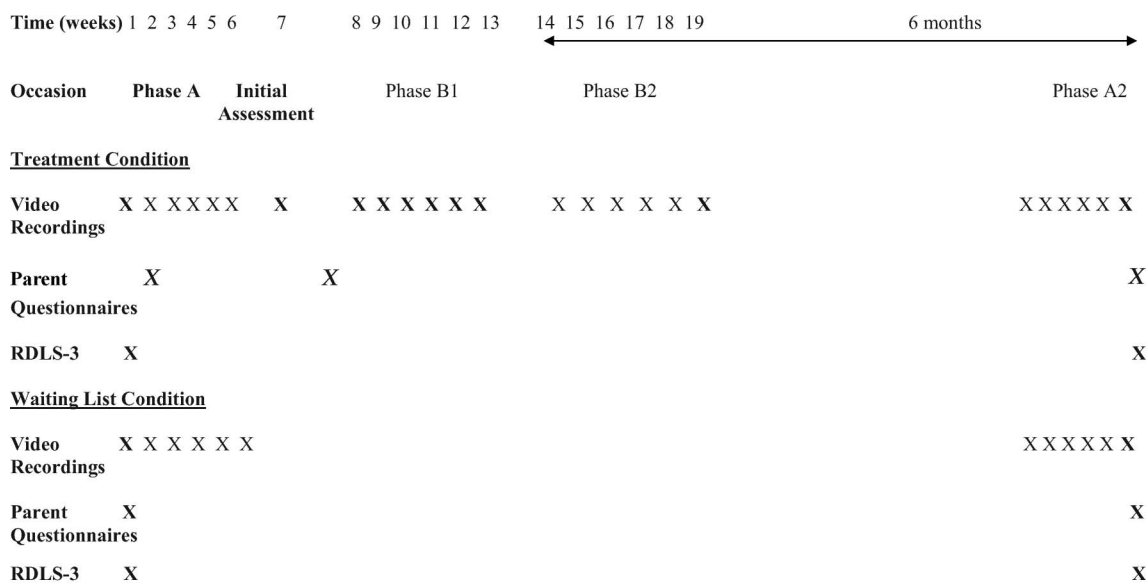 Time (weeks) 1 2 3 4 5 6 7 8 9 10 11 12 13 14 15 16 17 18 19 6 months
Occasion Phase A Initial Phase B1 Phase B2 Phase A2
Assessment
Treatment Condition
Video X X X X X X X X X X X X X X X X X X X X X X X X X
Recordings
Parent X X X
Questionnaires
RDLS-3 X X
Waiting List Condition
Video X X X X X X X X X X X X
Recordings
Parent X X
Questionnaires
RDLS-3 X X